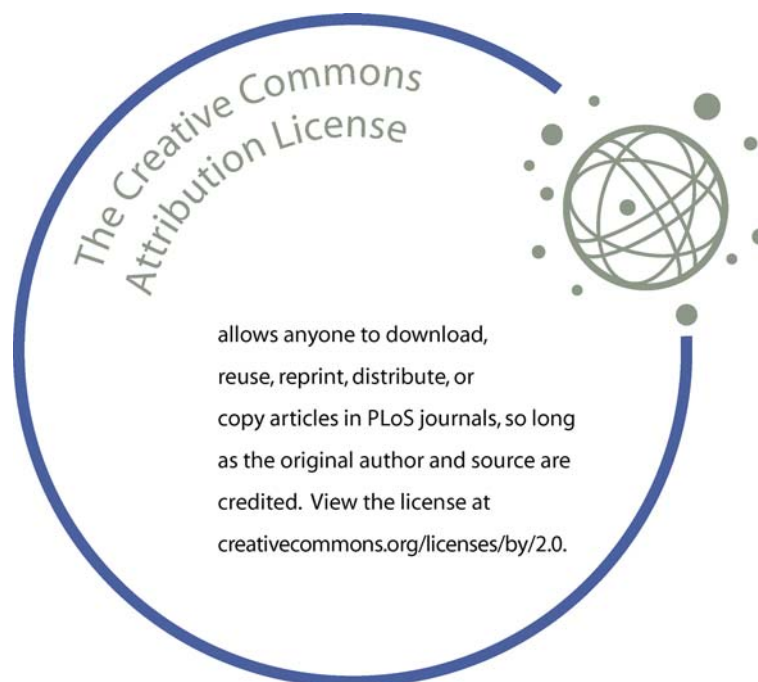 The Creative Commons
Attribution License
allows anyone to download,
reuse, reprint, distribute, or
copy articles in PLoS journals, so long
as the original author and source are
credited. View the license at
creativecommons.org/licenses/by/2.0.